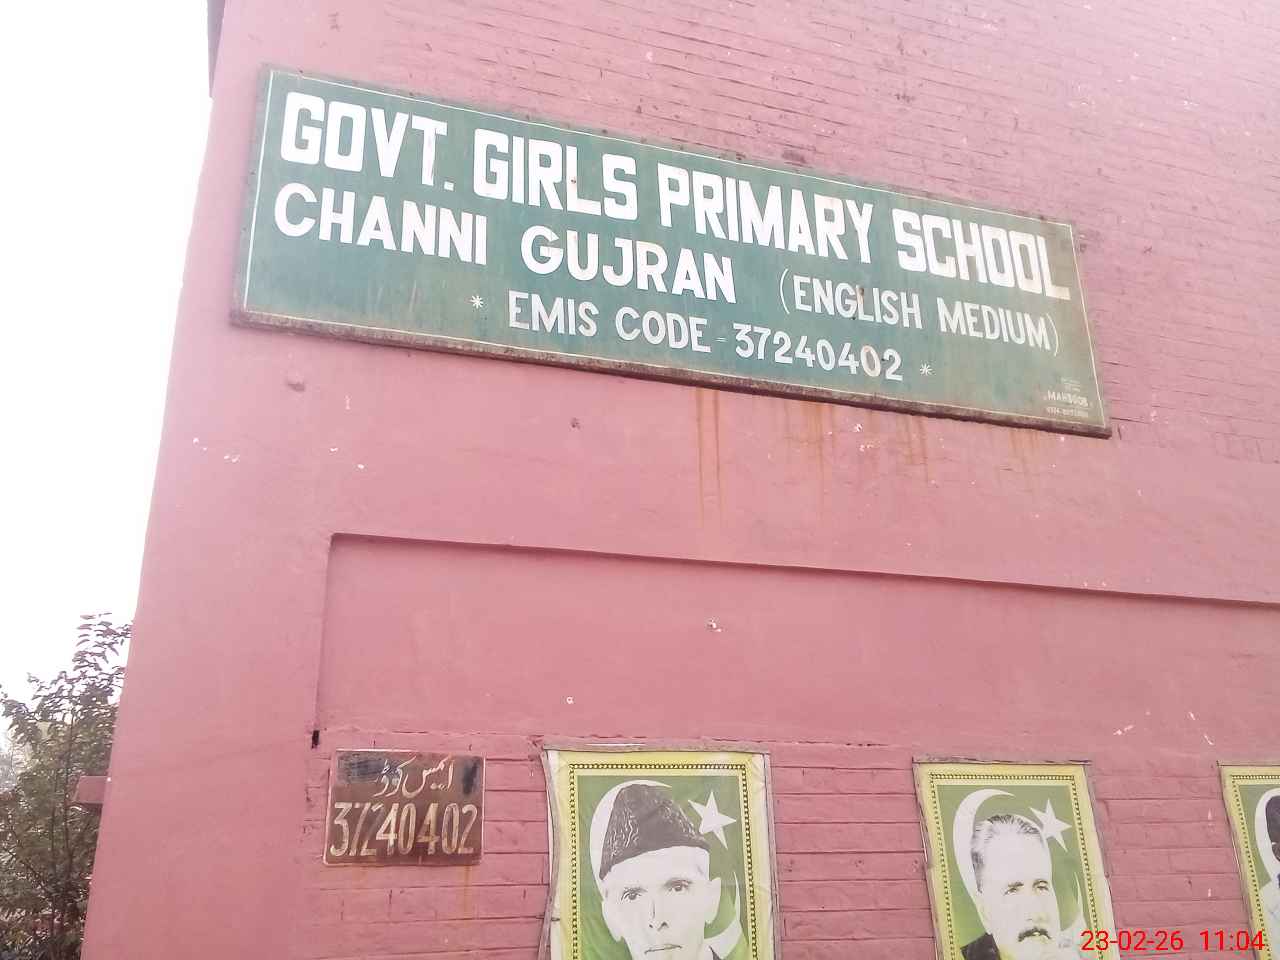 GOVT. GIRLS PRIMARY SCHOOL
CHANNI GUJRAN (ENGLISH MEDIUM)
* EMIS CODE = 37240402 *
MAHBOOB
ایمس کوڈ
37240402
23-02-26 11:04